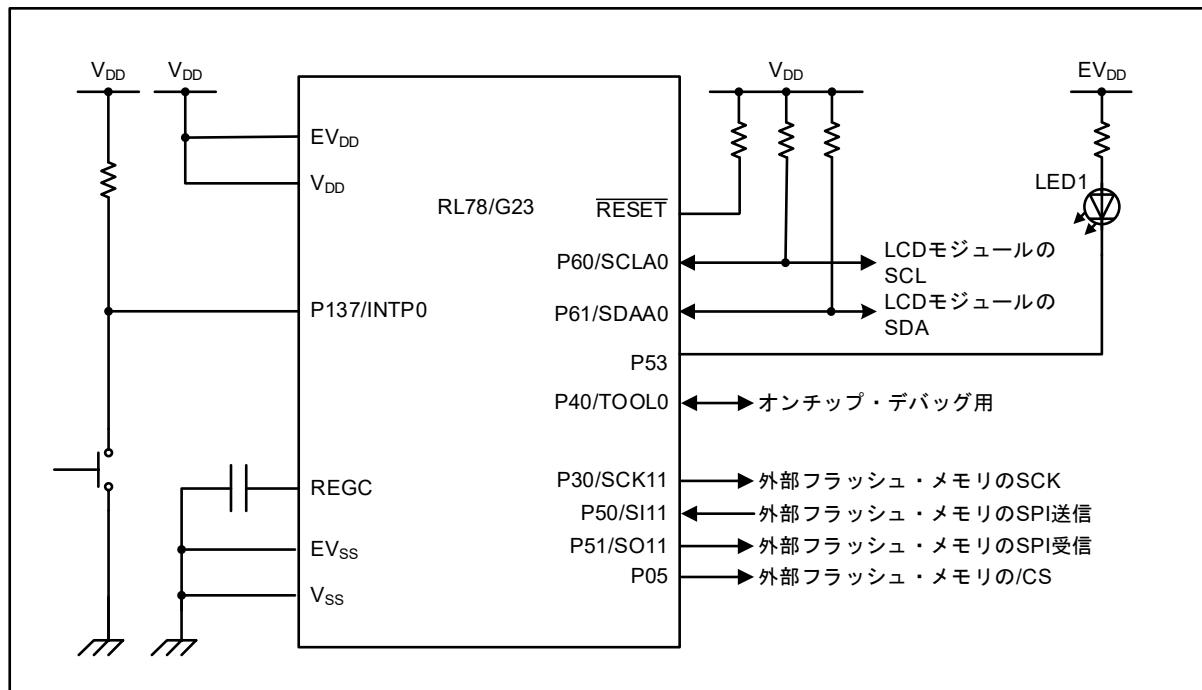 VDD
VDD
VDD
EVDD
EVDD
VDD
RL78/G23
RESET
LED1
P60/SCLA0
LCDモジュールの
SCL
P137/INTP0
P61/SDAA0
LCDモジュールの
SDA
P53
P40/TOOL0
オンチップ・デバッグ用
REGC
P30/SCK11
外部フラッシュ・メモリのSCK
P50/SI11
外部フラッシュ・メモリのSPI送信
EVSS
P51/SO11
外部フラッシュ・メモリのSPI受信
P05
外部フラッシュ・メモリの/CS
VSS